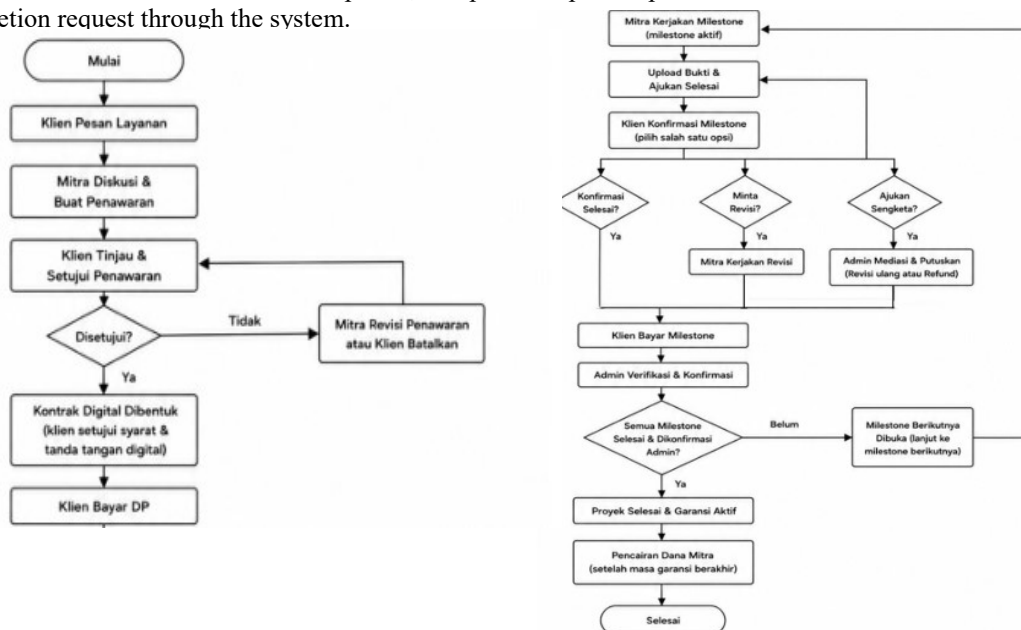 etion request through the system.
Mulai
Klien Pesan Layanan
Mitra Diskusi &
Buat Penawaran
Klien Tinjau &
Setujui Penawaran
Disetujui?
Tidak
Mitra Revisi Penawaran
atau Klien Batalkan
Ya
Kontrak Digital Dibentuk
(klien setujui syarat &
tanda tangan digital)
Klien Bayar DP
Mitra Kerjakan Milestone
(milestone aktif)
Upload Bukti &
Ajukan Selesai
Klien Konfirmasi Milestone
(pilih salah satu opsi)
Konfirmasi
Selesai?
Minta
Revisi?
Ajukan
Sengketa?
Ya
Ya
Ya
Mitra Kerjakan Revisi
Admin Mediasi & Putuskan
(Revisi ulang atau Refund)
Klien Bayar Milestone
Admin Verifikasi & Konfirmasi
Semua Milestone
Selesai & Dikonfirmasi
Admin?
Belum
Milestone Berikutnya
Dibuka (lanjut ke
milestone berikutnya)
Ya
Proyek Selesai & Garansi Aktif
Pencairan Dana Mitra
(setelah masa garansi berakhir)
Selesai